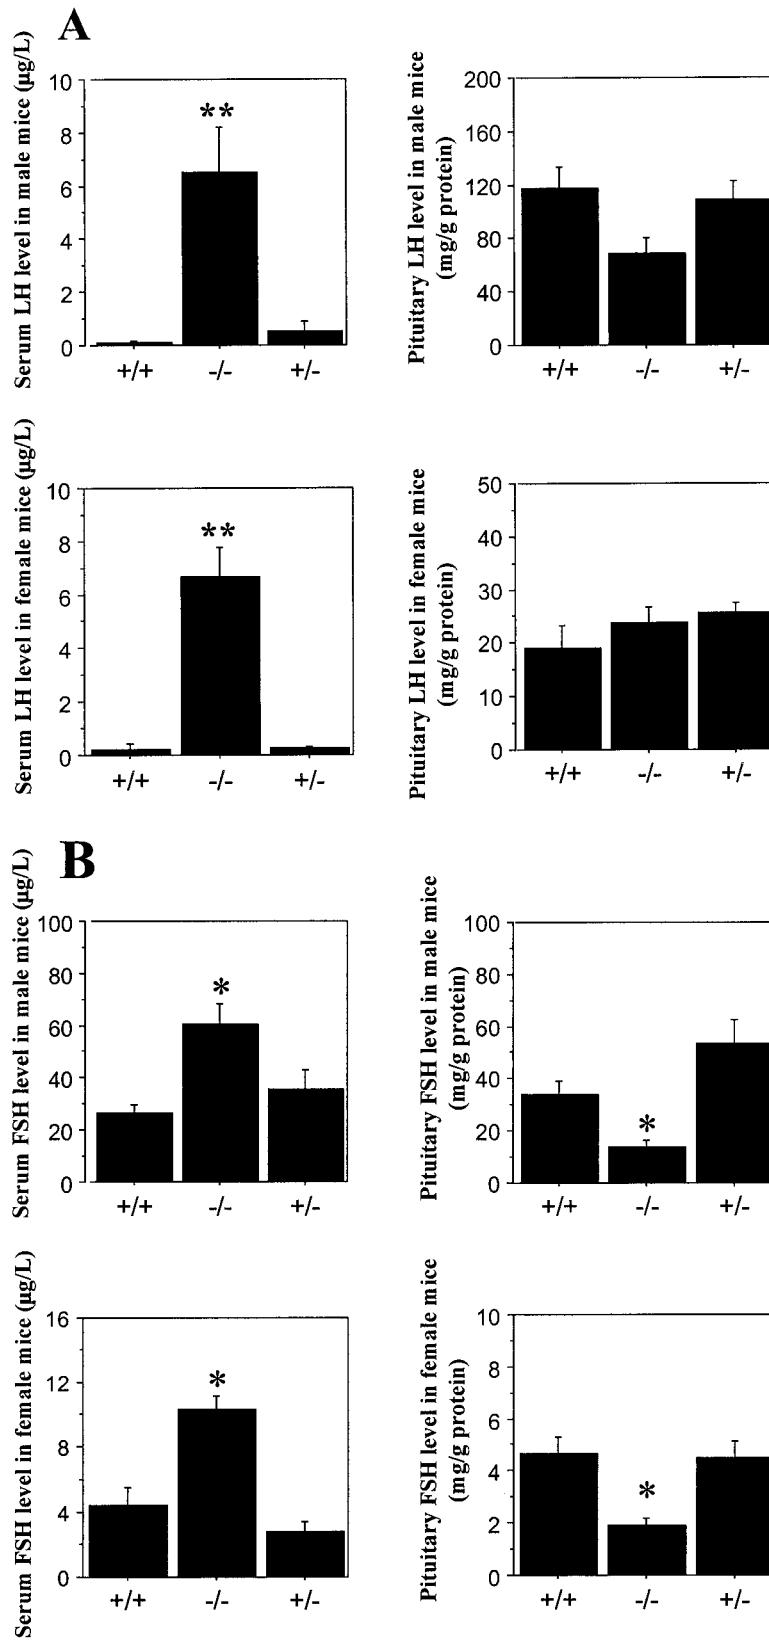 A
Serum LH level in male mice (µg/L)
10
8
6
4
2
0
**
+/+ -/- +/-
Pituitary LH level in male mice
(mg/g protein)
200
160
120
80
40
0
+/+ -/- +/-
Serum LH level in female mice (µg/L)
10
8
6
4
2
0
**
+/+ -/- +/-
Pituitary LH level in female mice
(mg/g protein)
50
40
30
20
10
0
+/+ -/- +/-
B
Serum FSH level in male mice (µg/L)
100
80
60
40
20
0
*
+/+ -/- +/-
Pituitary FSH level in male mice
(mg/g protein)
100
80
60
40
20
0
*
+/+ -/- +/-
Serum FSH level in female mice (µg/L)
16
12
8
4
0
*
+/+ -/- +/-
Pituitary FSH level in female mice
(mg/g protein)
10
8
6
4
2
0
*
+/+ -/- +/-